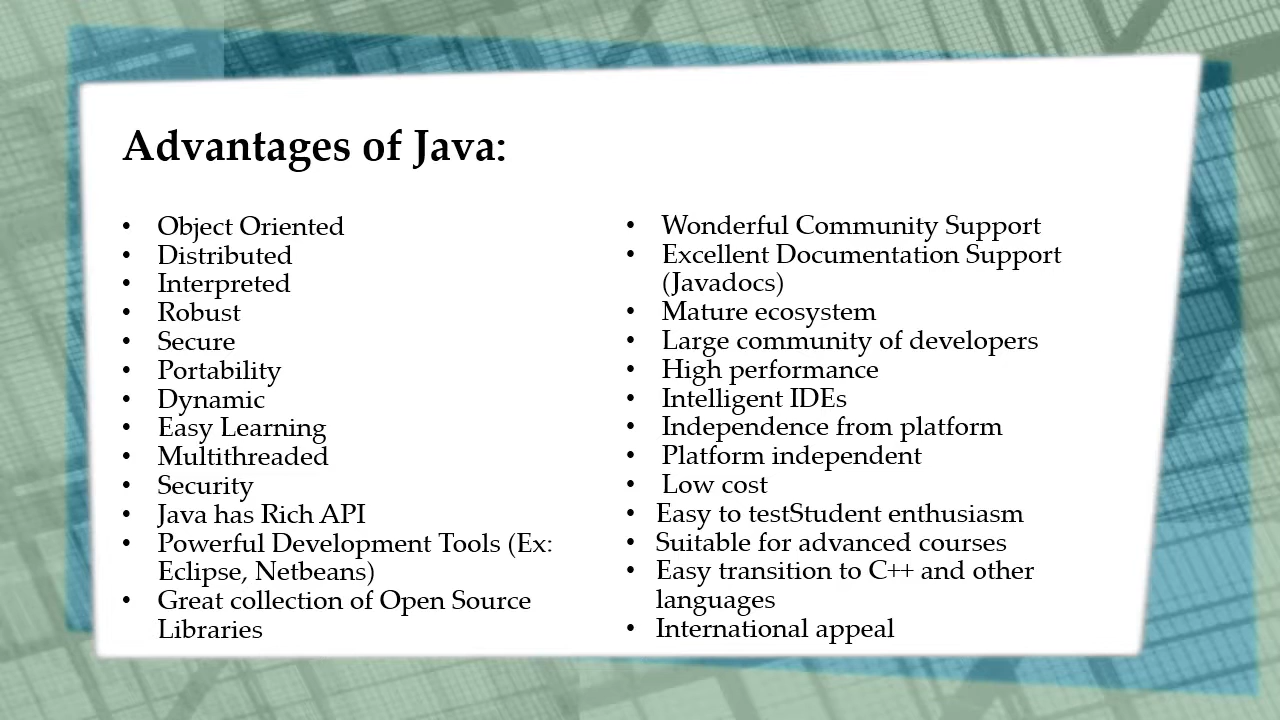 Advantages of Java:
• Object Oriented
• Distributed
• Interpreted
• Robust
• Secure
• Portability
• Dynamic
• Easy Learning
• Multithreaded
• Security
• Java has Rich API
• Powerful Development Tools (Ex:
Eclipse, Netbeans)
• Great collection of Open Source
Libraries
• Wonderful Community Support
• Excellent Documentation Support
(Javadocs)
• Mature ecosystem
• Large community of developers
• High performance
• Intelligent IDEs
• Independence from platform
• Platform independent
• Low cost
• Easy to testStudent enthusiasm
• Suitable for advanced courses
• Easy transition to C++ and other
languages
• International appeal